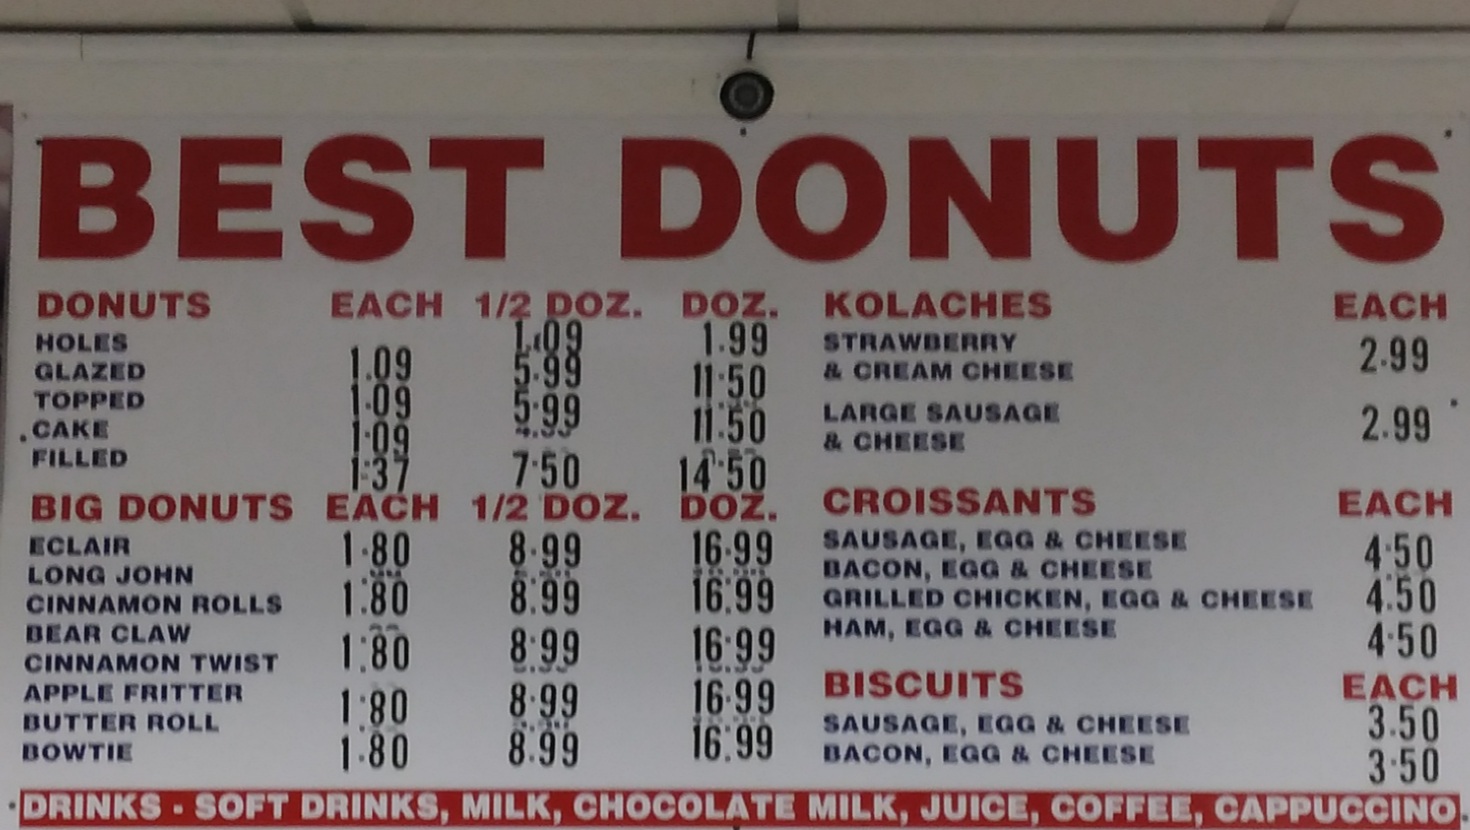 BEST DONUTS
DONUTS EACH 1/2 DOZ. DOZ.
HOLES 1.09 1.99
GLAZED 1.09 5.99 11.50
TOPPED 1.09 5.99 11.50
CAKE 1.09
FILLED 1.37 7.50 14.50
BIG DONUTS EACH 1/2 DOZ. DOZ.
ECLAIR 1.80 8.99 16.99
LONG JOHN
CINNAMON ROLLS 1.80 8.99 16.99
BEAR CLAW
CINNAMON TWIST 1.80 8.99 16.99
APPLE FRITTER
BUTTER ROLL 1.80 8.99 16.99
BOWTIE 1.80 8.99 16.99
KOLACHES EACH
STRAWBERRY
& CREAM CHEESE 2.99
LARGE SAUSAGE
& CHEESE 2.99
CROISSANTS EACH
SAUSAGE, EGG & CHEESE 4.50
BACON, EGG & CHEESE
GRILLED CHICKEN, EGG & CHEESE 4.50
HAM, EGG & CHEESE 4.50
BISCUITS EACH
SAUSAGE, EGG & CHEESE 3.50
BACON, EGG & CHEESE 3.50
DRINKS - SOFT DRINKS, MILK, CHOCOLATE MILK, JUICE, COFFEE, CAPPUCCINO